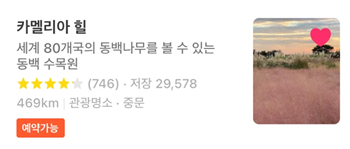 카멜리아 힐
세계 80개국의 동백나무를 볼 수 있는
동백 수목원
★★★★★ (746) · 저장 29,578
469km | 관광명소 · 중문
예약가능